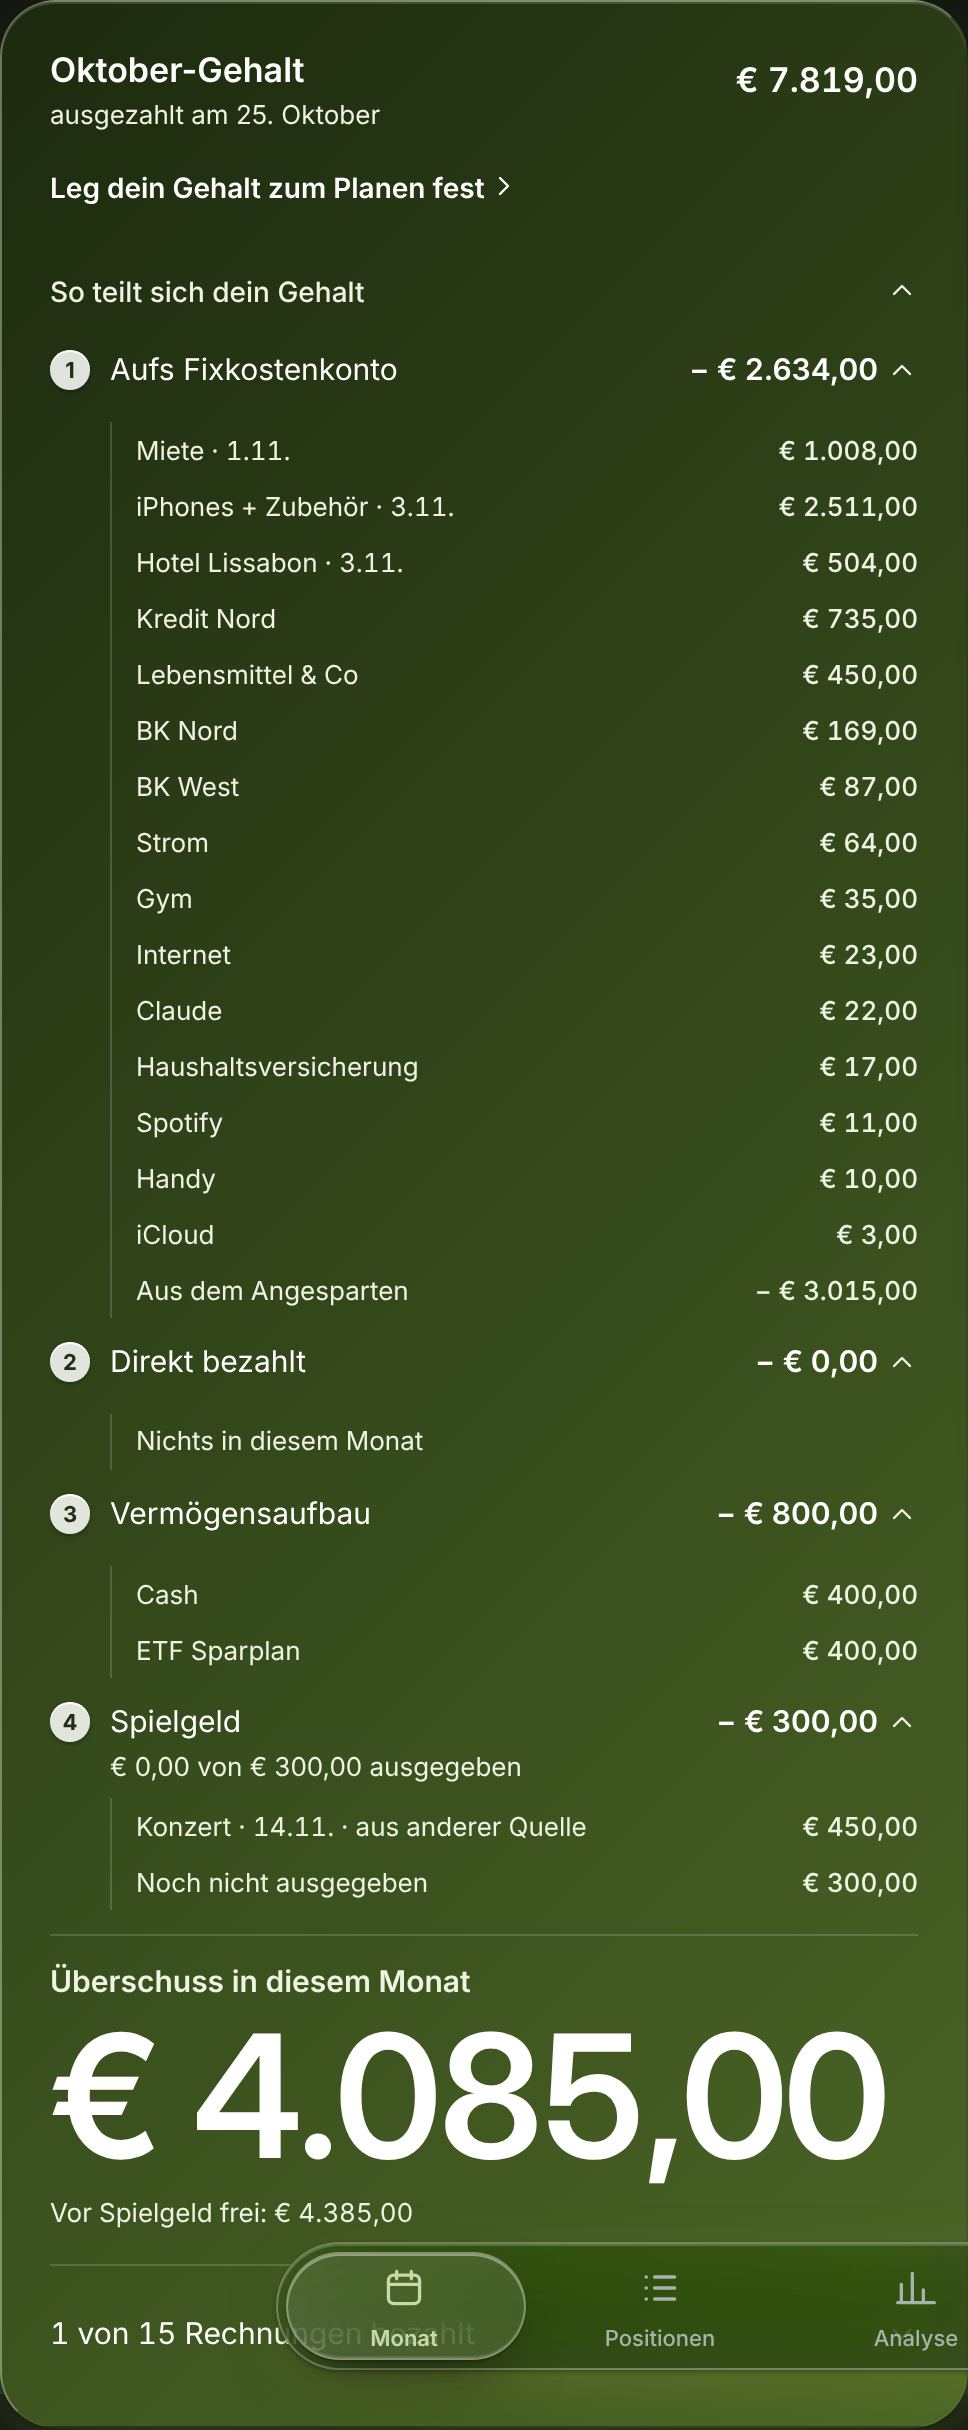 Oktober-Gehalt
€ 7.819,00
ausgezahlt am 25. Oktober
Leg dein Gehalt zum Planen fest
So teilt sich dein Gehalt
1 Aufs Fixkostenkonto – € 2.634,00
Miete · 1.11. € 1.008,00
iPhones + Zubehör · 3.11. € 2.511,00
Hotel Lissabon · 3.11. € 504,00
Kredit Nord € 735,00
Lebensmittel & Co € 450,00
BK Nord € 169,00
BK West € 87,00
Strom € 64,00
Gym € 35,00
Internet € 23,00
Claude € 22,00
Haushaltsversicherung € 17,00
Spotify € 11,00
Handy € 10,00
iCloud € 3,00
Aus dem Angesparten – € 3.015,00
2 Direkt bezahlt – € 0,00
Nichts in diesem Monat
3 Vermögensaufbau – € 800,00
Cash € 400,00
ETF Sparplan € 400,00
4 Spielgeld – € 300,00
€ 0,00 von € 300,00 ausgegeben
Konzert · 14.11. · aus anderer Quelle € 450,00
Noch nicht ausgegeben € 300,00
Überschuss in diesem Monat
€ 4.085,00
Vor Spielgeld frei: € 4.385,00
1 von 15 Rechnungen bezahlt
Monat Positionen Analyse